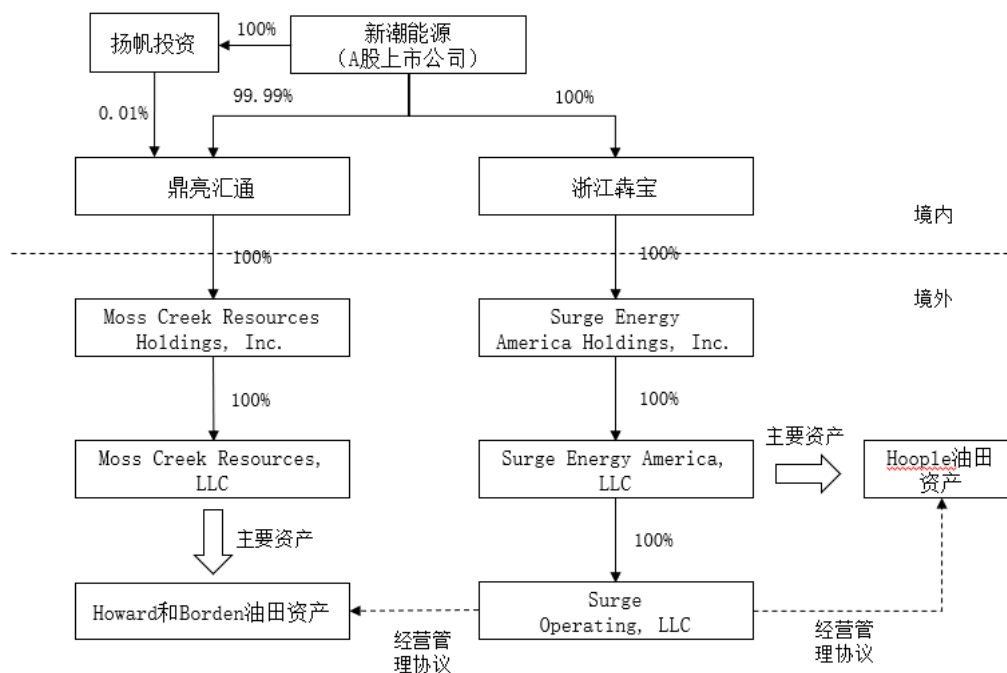 扬帆投资
100%
新潮能源
（A股上市公司）
0.01%
99.99%
100%
鼎亮汇通
浙江犇宝
境内
100%
100%
境外
Moss Creek Resources
Holdings, Inc.
Surge Energy
America Holdings, Inc.
100%
100%
Moss Creek Resources,
LLC
Surge Energy America,
LLC
主要资产
Hoople油田
资产
主要资产
100%
Howard和Borden油田资产
Surge
Operating, LLC
经营管
理协议
经营管
理协议